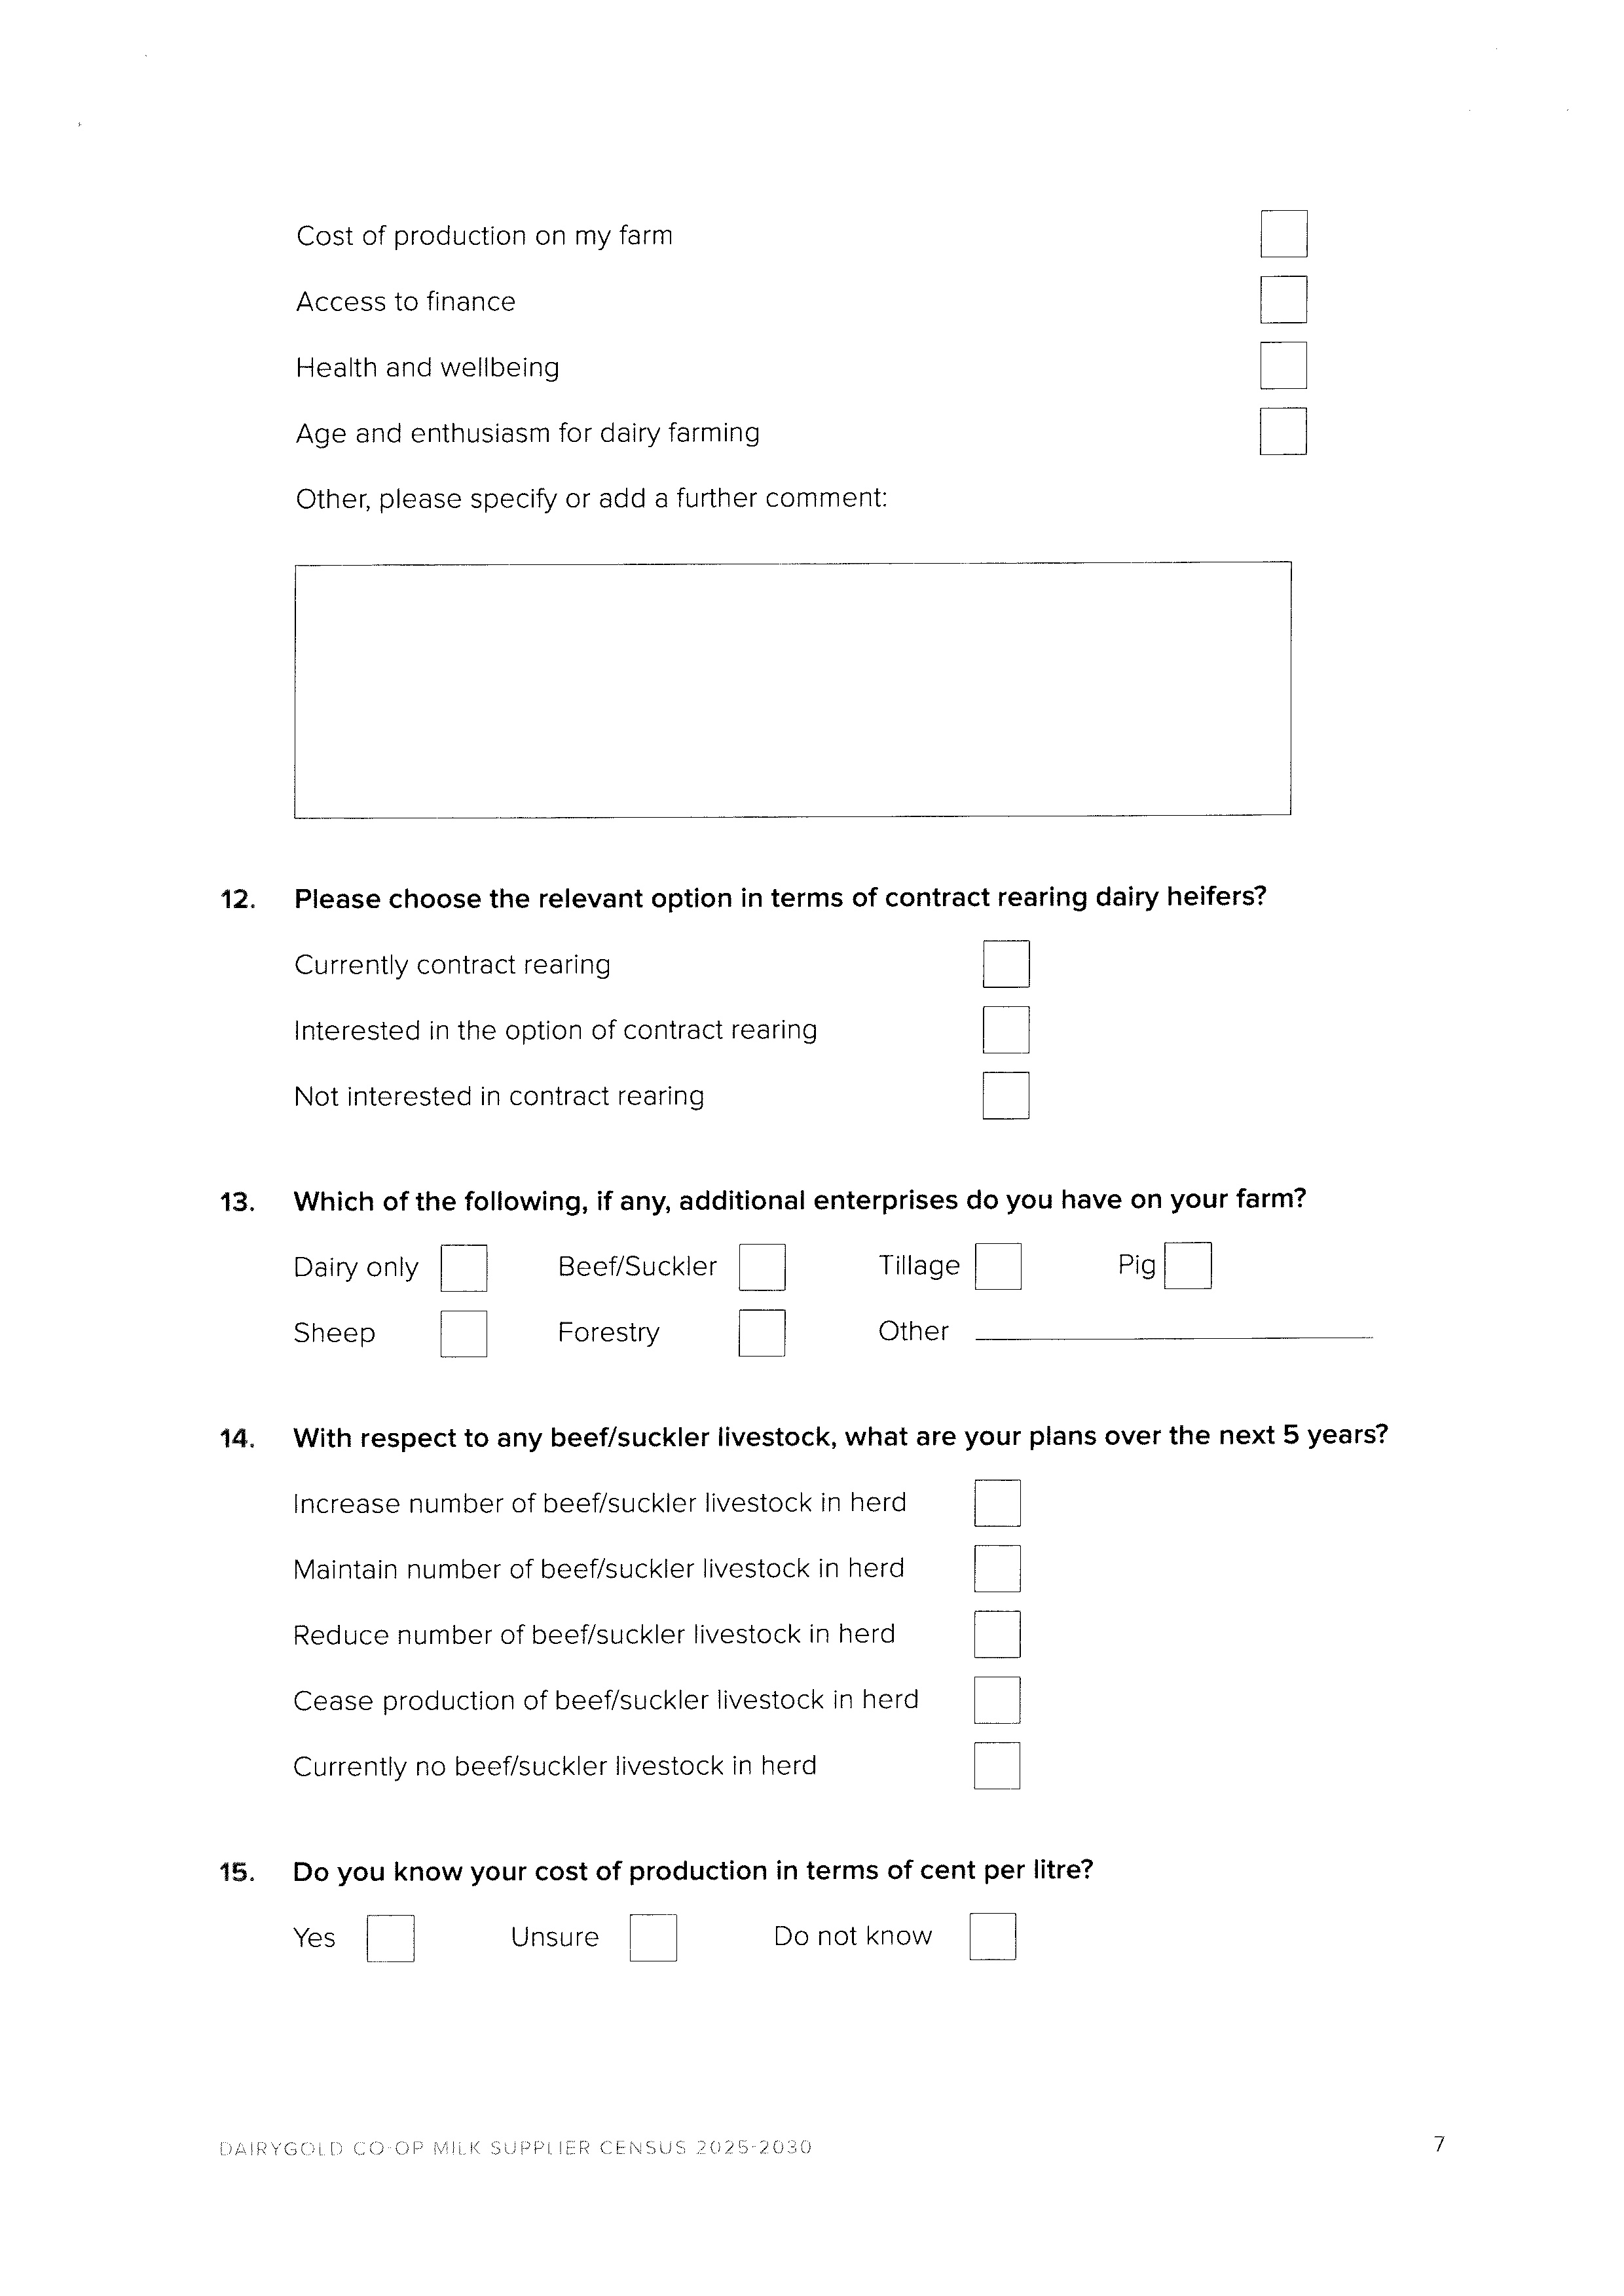 Cost of production on my farm
Access to finance
Health and wellbeing
Age and enthusiasm for dairy farming
Other, please specify or add a further comment:
12. Please choose the relevant option in terms of contract rearing dairy heifers?
Currently contract rearing
Interested in the option of contract rearing
Not interested in contract rearing
13. Which of the following, if any, additional enterprises do you have on your farm?
Dairy only Beef/Suckler Tillage Pig
Sheep Forestry Other
14. With respect to any beef/suckler livestock, what are your plans over the next 5 years?
Increase number of beef/suckler livestock in herd
Maintain number of beef/suckler livestock in herd
Reduce number of beef/suckler livestock in herd
Cease production of beef/suckler livestock in herd
Currently no beef/suckler livestock in herd
15. Do you know your cost of production in terms of cent per litre?
Yes Unsure Do not know
DAIRYGOLD CO-OP MILK SUPPLIER CENSUS 2025-2030 7